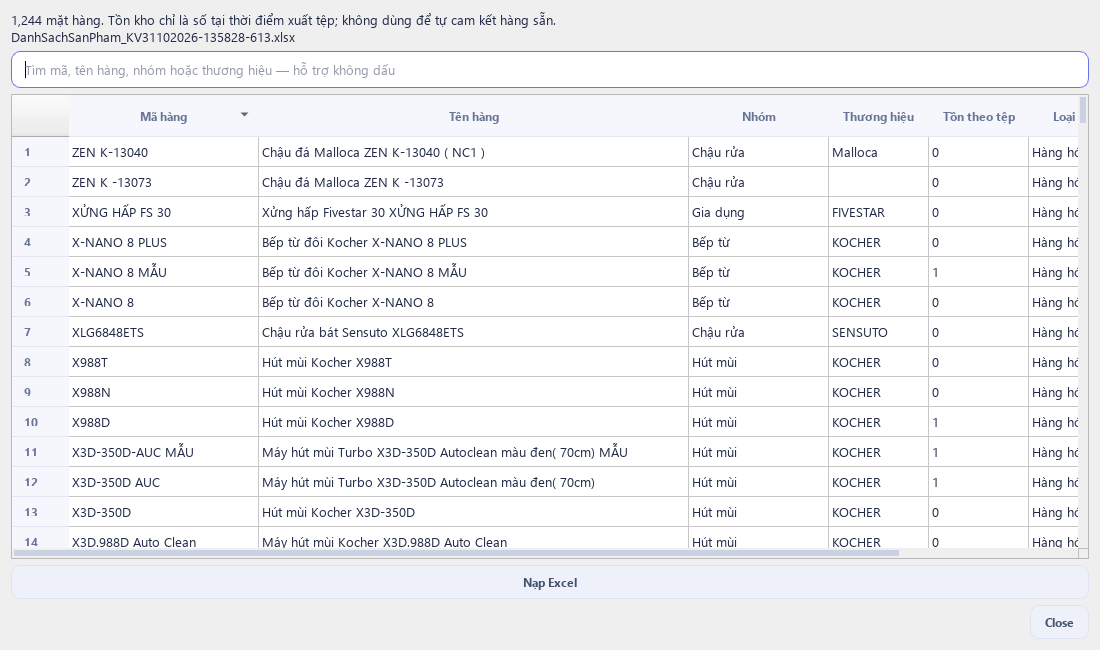 1,244 mặt hàng. Tồn kho chỉ là số tại thời điểm xuất tệp; không dùng để tự cam kết hàng sẵn.
DanhSachSanPham_KV31102026-135828-613.xlsx
Tìm mã, tên hàng, nhóm hoặc thương hiệu — hỗ trợ không dấu
Mã hàng Tên hàng Nhóm Thương hiệu Tồn theo tệp Loại
1 ZEN K-13040 Chậu đá Malloca ZEN K-13040 ( NC1 ) Chậu rửa Malloca 0 Hàng hó
2 ZEN K -13073 Chậu đá Malloca ZEN K -13073 Chậu rửa 0 Hàng hó
3 XỬNG HẤP FS 30 Xửng hấp Fivestar 30 XỬNG HẤP FS 30 Gia dụng FIVESTAR 0 Hàng hó
4 X-NANO 8 PLUS Bếp từ đôi Kocher X-NANO 8 PLUS Bếp từ KOCHER 0 Hàng hó
5 X-NANO 8 MẪU Bếp từ đôi Kocher X-NANO 8 MẪU Bếp từ KOCHER 1 Hàng hó
6 X-NANO 8 Bếp từ đôi Kocher X-NANO 8 Bếp từ KOCHER 0 Hàng hó
7 XLG6848ETS Chậu rửa bát Sensuto XLG6848ETS Chậu rửa SENSUTO 0 Hàng hó
8 X988T Hút mùi Kocher X988T Hút mùi KOCHER 0 Hàng hó
9 X988N Hút mùi Kocher X988N Hút mùi KOCHER 0 Hàng hó
10 X988D Hút mùi Kocher X988D Hút mùi KOCHER 1 Hàng hó
11 X3D-350D-AUC MẪU Máy hút mùi Turbo X3D-350D Autoclean màu đen( 70cm) MẪU Hút mùi KOCHER 1 Hàng hó
12 X3D-350D AUC Máy hút mùi Turbo X3D-350D Autoclean màu đen( 70cm) Hút mùi KOCHER 1 Hàng hó
13 X3D-350D Hút mùi Kocher X3D-350D Hút mùi KOCHER 0 Hàng hó
14 X3D.988D Auto Clean Máy hút mùi Kocher X3D.988D Auto Clean Hút mùi KOCHER 0 Hàng hó
Nạp Excel
Close